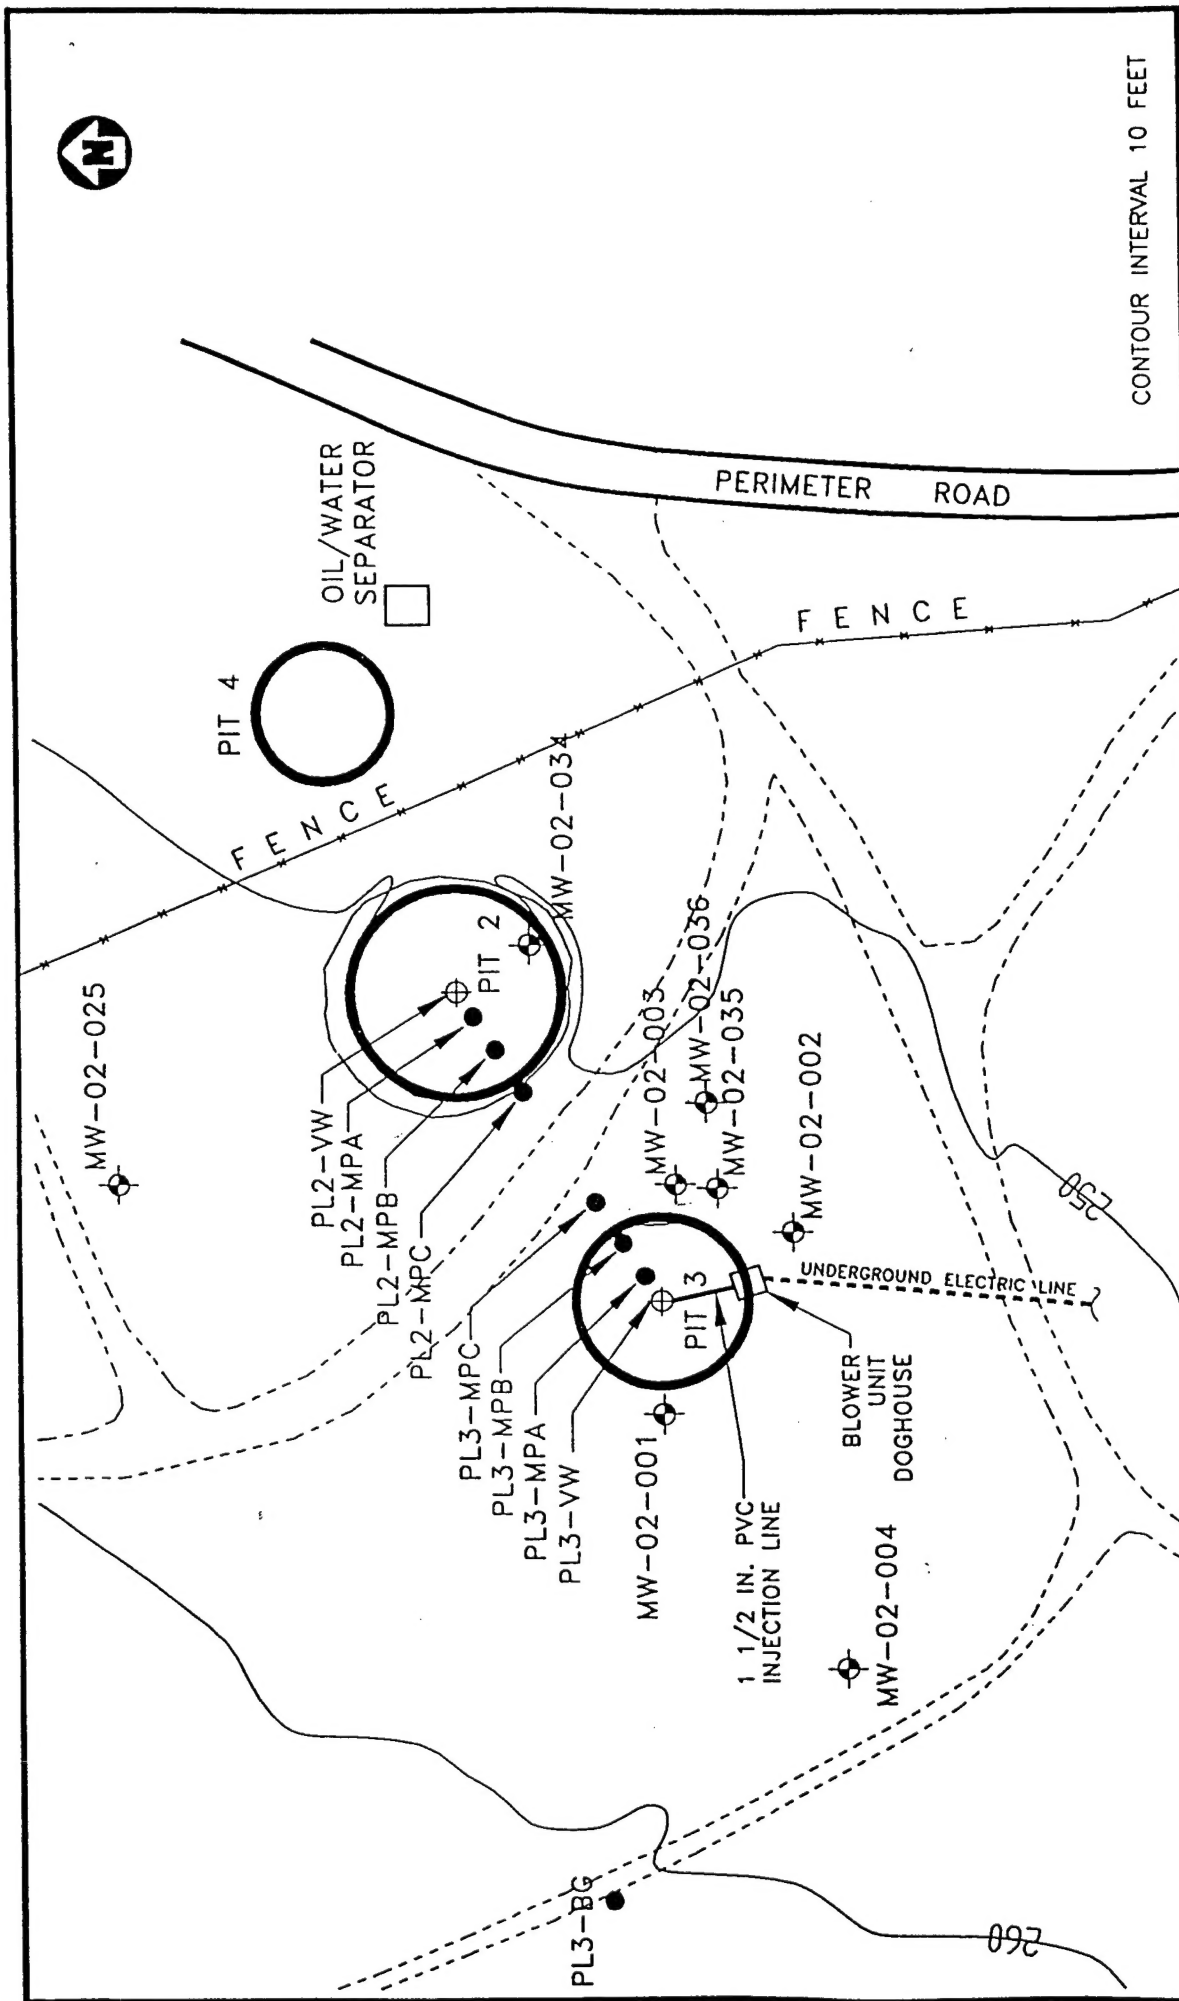 N
CONTOUR INTERVAL 10 FEET
PERIMETER ROAD
OIL/WATER
SEPARATOR
PIT 4
FENCE
FENCE
MW-02-034
PIT 2
MW-02-025
PL2-VW
PL2-MPA
PL2-MPB
PL2-MPC
MW-02-003
MW-02-036
MW-02-035
MW-02-002
250
PL3-MPC
PL3-MPB
PL3-MPA
PL3-VW
PIT 3
UNDERGROUND ELECTRIC LINE
BLOWER
UNIT
DOGHOUSE
MW-02-001
1 1/2 IN. PVC
INJECTION LINE
MW-02-004
PL3-BG
260